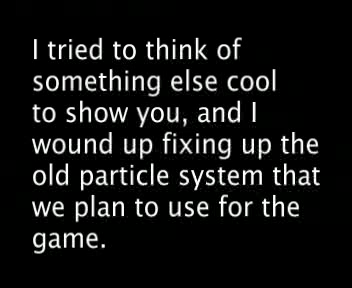 I tried to think of
something else cool
to show you, and I
wound up fixing up the
old particle system that
we plan to use for the
game.